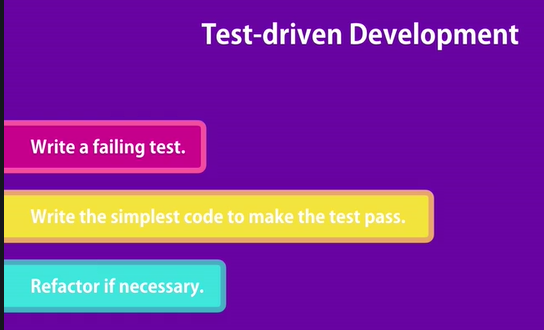 Test-driven Development
Write a failing test.
Write the simplest code to make the test pass.
Refactor if necessary.